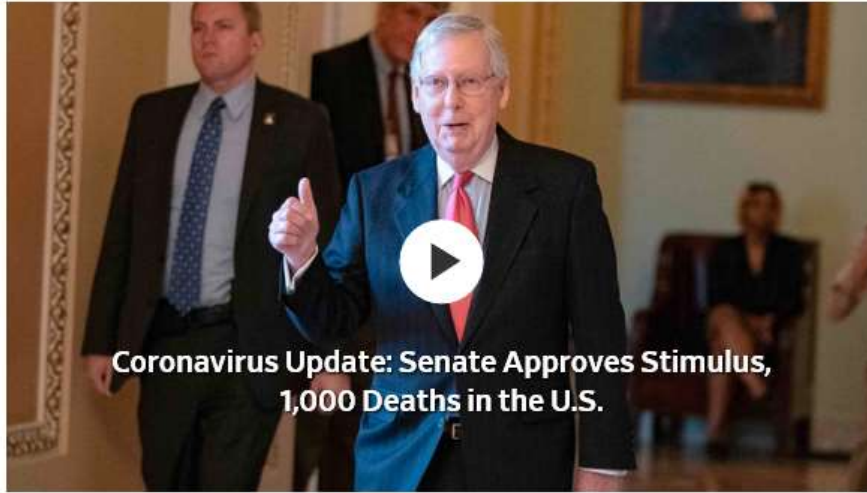 Coronavirus Update: Senate Approves Stimulus,
1,000 Deaths in the U.S.